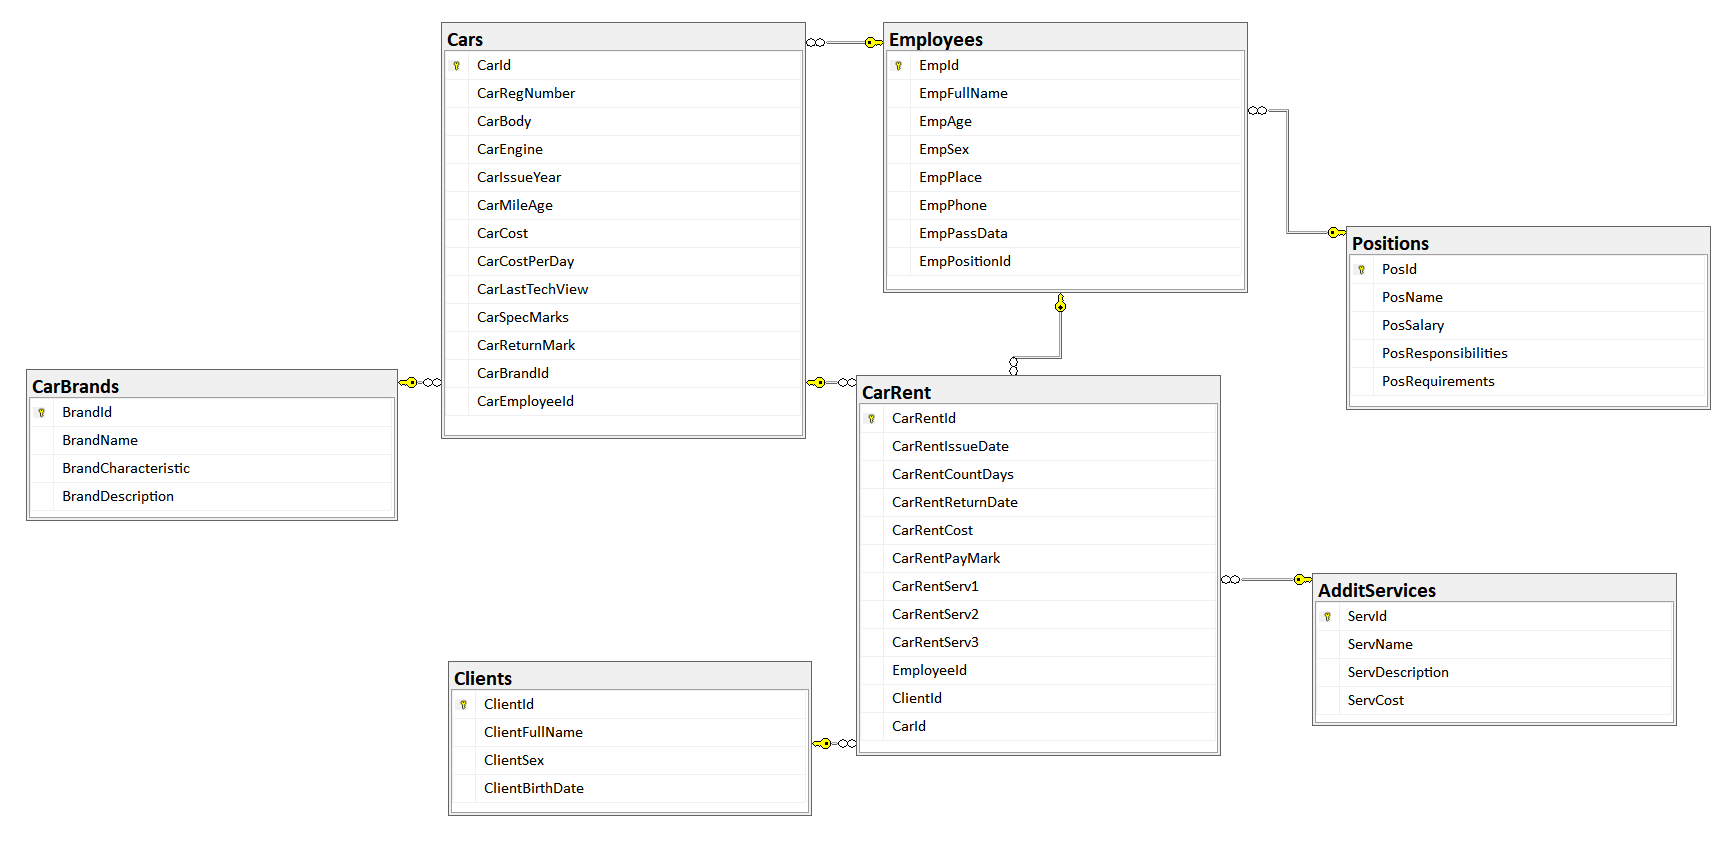 Cars
CarId
CarRegNumber
CarBody
CarEngine
CarIssueYear
CarMileAge
CarCost
CarCostPerDay
CarLastTechView
CarSpecMarks
CarReturnMark
CarBrandId
CarEmployeeId
Employees
EmpId
EmpFullName
EmpAge
EmpSex
EmpPlace
EmpPhone
EmpPassData
EmpPositionId
Positions
PosId
PosName
PosSalary
PosResponsibilities
PosRequirements
CarBrands
BrandId
BrandName
BrandCharacteristic
BrandDescription
CarRent
CarRentId
CarRentIssueDate
CarRentCountDays
CarRentReturnDate
CarRentCost
CarRentPayMark
CarRentServ1
CarRentServ2
CarRentServ3
EmployeeId
ClientId
CarId
AdditServices
ServId
ServName
ServDescription
ServCost
Clients
ClientId
ClientFullName
ClientSex
ClientBirthDate